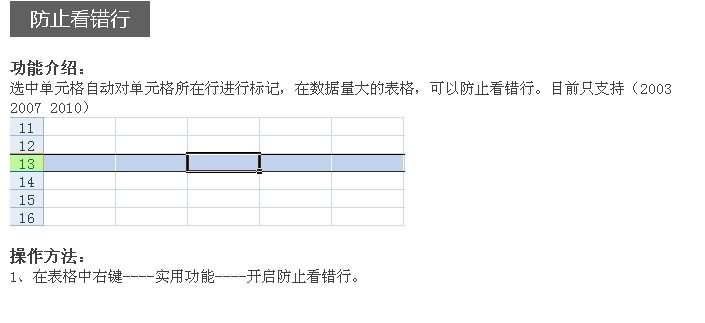 防止看错行
功能介绍：
选中单元格自动对单元格所在行进行标记，在数据量大的表格，可以防止看错行。目前只支持（2003
2007 2010）
11
12
13
14
15
16
操作方法：
1、在表格中右键----实用功能----开启防止看错行。